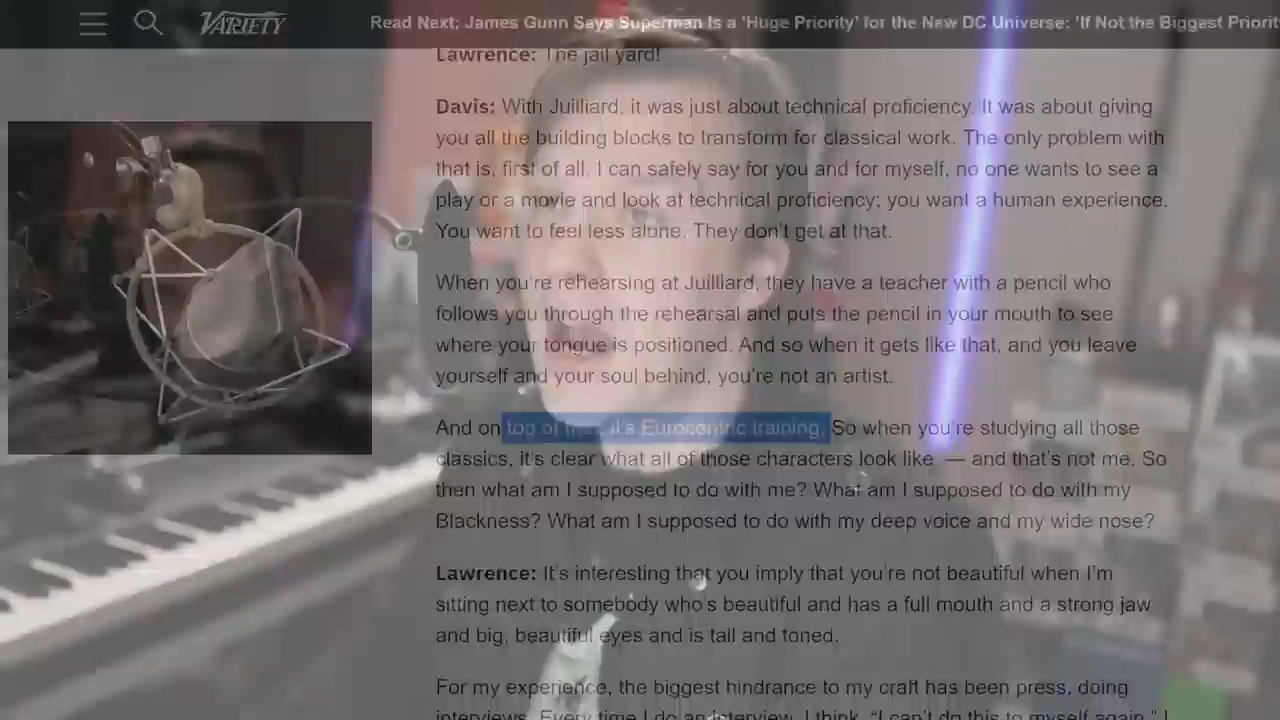 VARIETY
Read Next: James Gunn Says Superman Is a 'Huge Priority' for the New DC Universe: 'If Not the Biggest Priorit
Lawrence: The jail yard!
Davis: With Juilliard, it was just about technical proficiency. It was about giving
you all the building blocks to transform for classical work. The only problem with
that is, first of all, I can safely say for you and for myself, no one wants to see a
play or a movie and look at technical proficiency; you want a human experience.
You want to feel less alone. They don't get at that.
When you're rehearsing at Juilliard, they have a teacher with a pencil who
follows you through the rehearsal and puts the pencil in your mouth to see
where your tongue is positioned. And so when it gets like that, and you leave
yourself and your soul behind, you're not an artist.
And on top of Eurocentric training. So when you're studying all those
classics, it's clear what all of those characters look like — and that's not me. So
then what am I supposed to do with me? What am I supposed to do with my
Blackness? What am I supposed to do with my deep voice and my wide nose?
Lawrence: It's interesting that you imply that you're not beautiful when I'm
sitting next to somebody who's beautiful and has a full mouth and a strong jaw
and big, beautiful eyes and is tall and toned.
For my experience, the biggest hindrance to my craft has been press, doing
interviews. Every time I do an interview, I think, "I can't do this to myself again." I